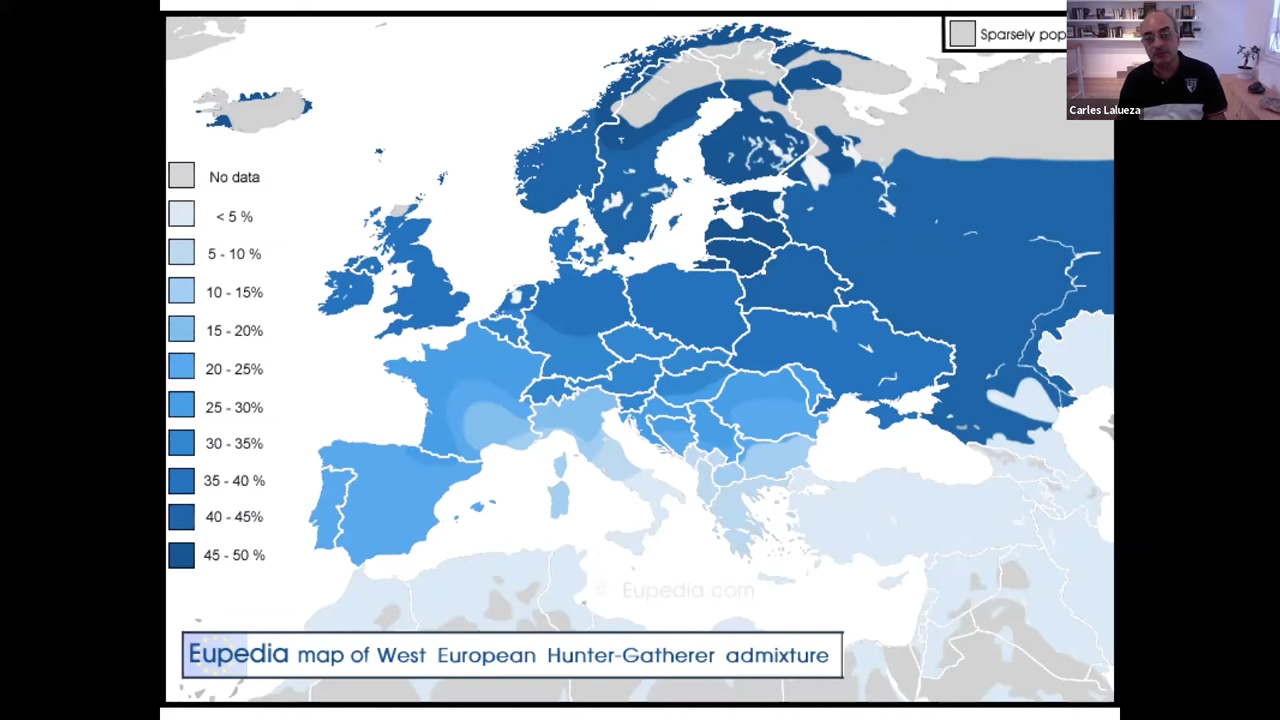 Sparsely pop
Carles Lalueza
No data
< 5 %
5 - 10 %
10 - 15%
15 - 20%
20 - 25%
25 - 30%
30 - 35%
35 - 40 %
40 - 45%
45 - 50 %
© Eupedia.com
Eupedia map of West European Hunter-Gatherer admixture